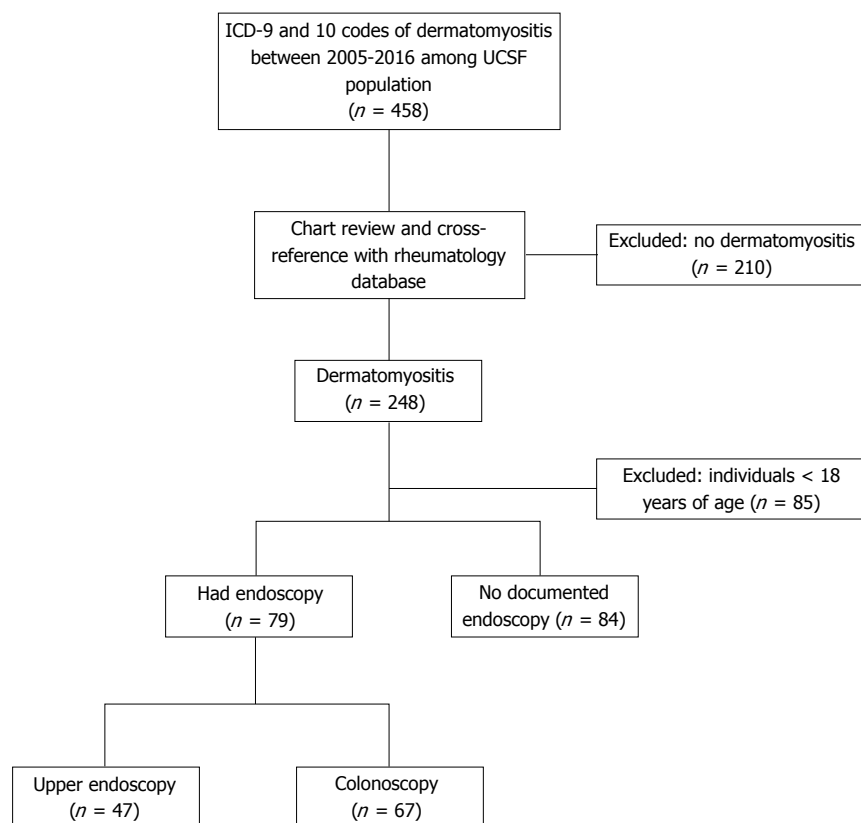 ICD-9 and 10 codes of dermatomyositis
between 2005-2016 among UCSF
population
(n = 458)
Chart review and cross-
reference with rheumatology
database
Excluded: no dermatomyositis
(n = 210)
Dermatomyositis
(n = 248)
Excluded: individuals < 18
years of age (n = 85)
Had endoscopy
(n = 79)
No documented
endoscopy (n = 84)
Upper endoscopy
(n = 47)
Colonoscopy
(n = 67)